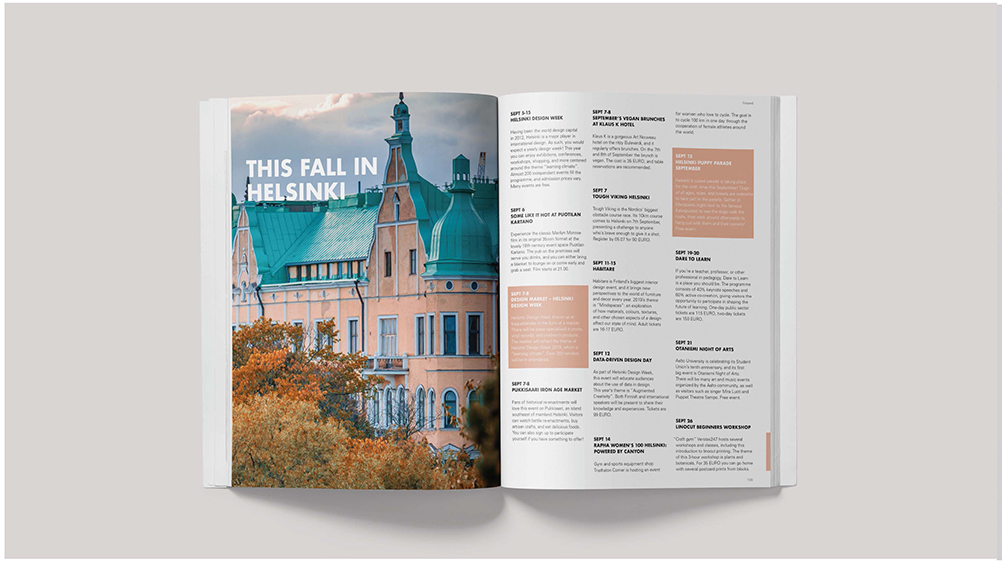 THIS FALL IN
HELSINKI
SEPT 5-15
HELSINKI DESIGN WEEK
Having been the world design capital
in 2012, Helsinki is a major player in
international design. As such, you would
expect a yearly design week! This year
you can enjoy exhibitions, conferences,
workshops, shopping, and more centered
around the theme "learning climate".
Almost 200 independent events fill the
programme, and admission prices vary.
Many events are free.
SEPT 6
SOME LIKE IT HOT AT PUOTILAN
KARTANO
Experience the classic Marilyn Monroe
film at its original 16mm format at the
lovely 18th century event space Puotilan
Kartano. The pub on the premises will
serve you drinks, and you can either bring
a blanket to lounge on or come early and
grab a seat. Film starts at 21.00.
SEPT 7-8
DESIGN MARKET - HELSINKI
DESIGN WEEK
SEPT 7-8
PUKKISAARI IRON AGE MARKET
Fans of historical re-enactments will
love this event on Pukkisaari, an island
southeast of mainland Helsinki. Visitors
can watch battle re-enactments, buy
artisan crafts, and eat delicious foods.
You can also sign up to participate
yourself if you have something to offer!
SEPT 7-8
SEPTEMBER'S VEGAN BRUNCHES
AT KLAUS K HOTEL
Klaus K is a gorgeous Art Nouveau
hotel on the ritzy Bulevardi, and it
regularly offers brunches. On the 7th
and 8th of September the brunch is
vegan. The cost is 26 EURO, and table
reservations are recommended.
SEPT 7
TOUGH VIKING HELSINKI
Tough Viking is the Nordics' biggest
obstacle course race. Its 10km course
comes to Helsinki on 7th September,
presenting a challenge to anyone
who's brave enough to give it a shot.
Register by 05.07 for 90 EURO.
SEPT 11-15
HABITARE
Habitare is Finland's biggest interior
design event, and it brings new
perspectives to the world of furniture
and decor every year. 2019's theme
is "Mindspaces": an exploration
of how materials, colours, textures,
and other chosen aspects of a design
affect our state of mind. Adult tickets
are 16-17 EURO.
SEPT 12
DATA-DRIVEN DESIGN DAY
As part of Helsinki Design Week,
this event will educate audiences
about the use of data in design.
This year's theme is "Augmented
Creativity". Both Finnish and international
speakers will be present to share their
knowledge and experiences. Tickets are
99 EURO.
SEPT 14
RAPHA WOMEN'S 100 HELSINKI:
POWERED BY CANYON
Gym and sports equipment shop
Triathlon Corner is hosting an event
Finland
for women who love to cycle. The goal is
to cycle 100 km in one day through the
cooperation of female athletes around
the world.
SEPT 15
HELSINKI PUPPY PARADE
SEPTEMBER
SEPT 19-20
DARE TO LEARN
If you're a teacher, professor, or other
professional in pedagogy, Dare to Learn
is a place you should be. The programme
consists of 40% keynote speeches and
60% active co-creation, giving visitors the
opportunity to participate in shaping the
future of learning. One-day public sector
tickets are 115 EURO, two-day tickets
are 153 EURO.
SEPT 21
OTANIEMI NIGHT OF ARTS
Aalto University is celebrating its Student
Union's tenth anniversary, and its first
big event is Otaniemi Night of Arts.
There will be many art and music events
organized by the Aalto community, as well
as visitors such as singer Mira Luoti and
Puppet Theatre Sampo. Free event.
SEPT 26
LINOCUT BEGINNERS WORKSHOP
"Craft gym" Verstas247 hosts several
workshops and classes, including this
introduction to linocut printing. The theme
of this 3-hour workshop is plants and
botanicals. For 35 EURO you can go home
with several postcard prints from blocks.